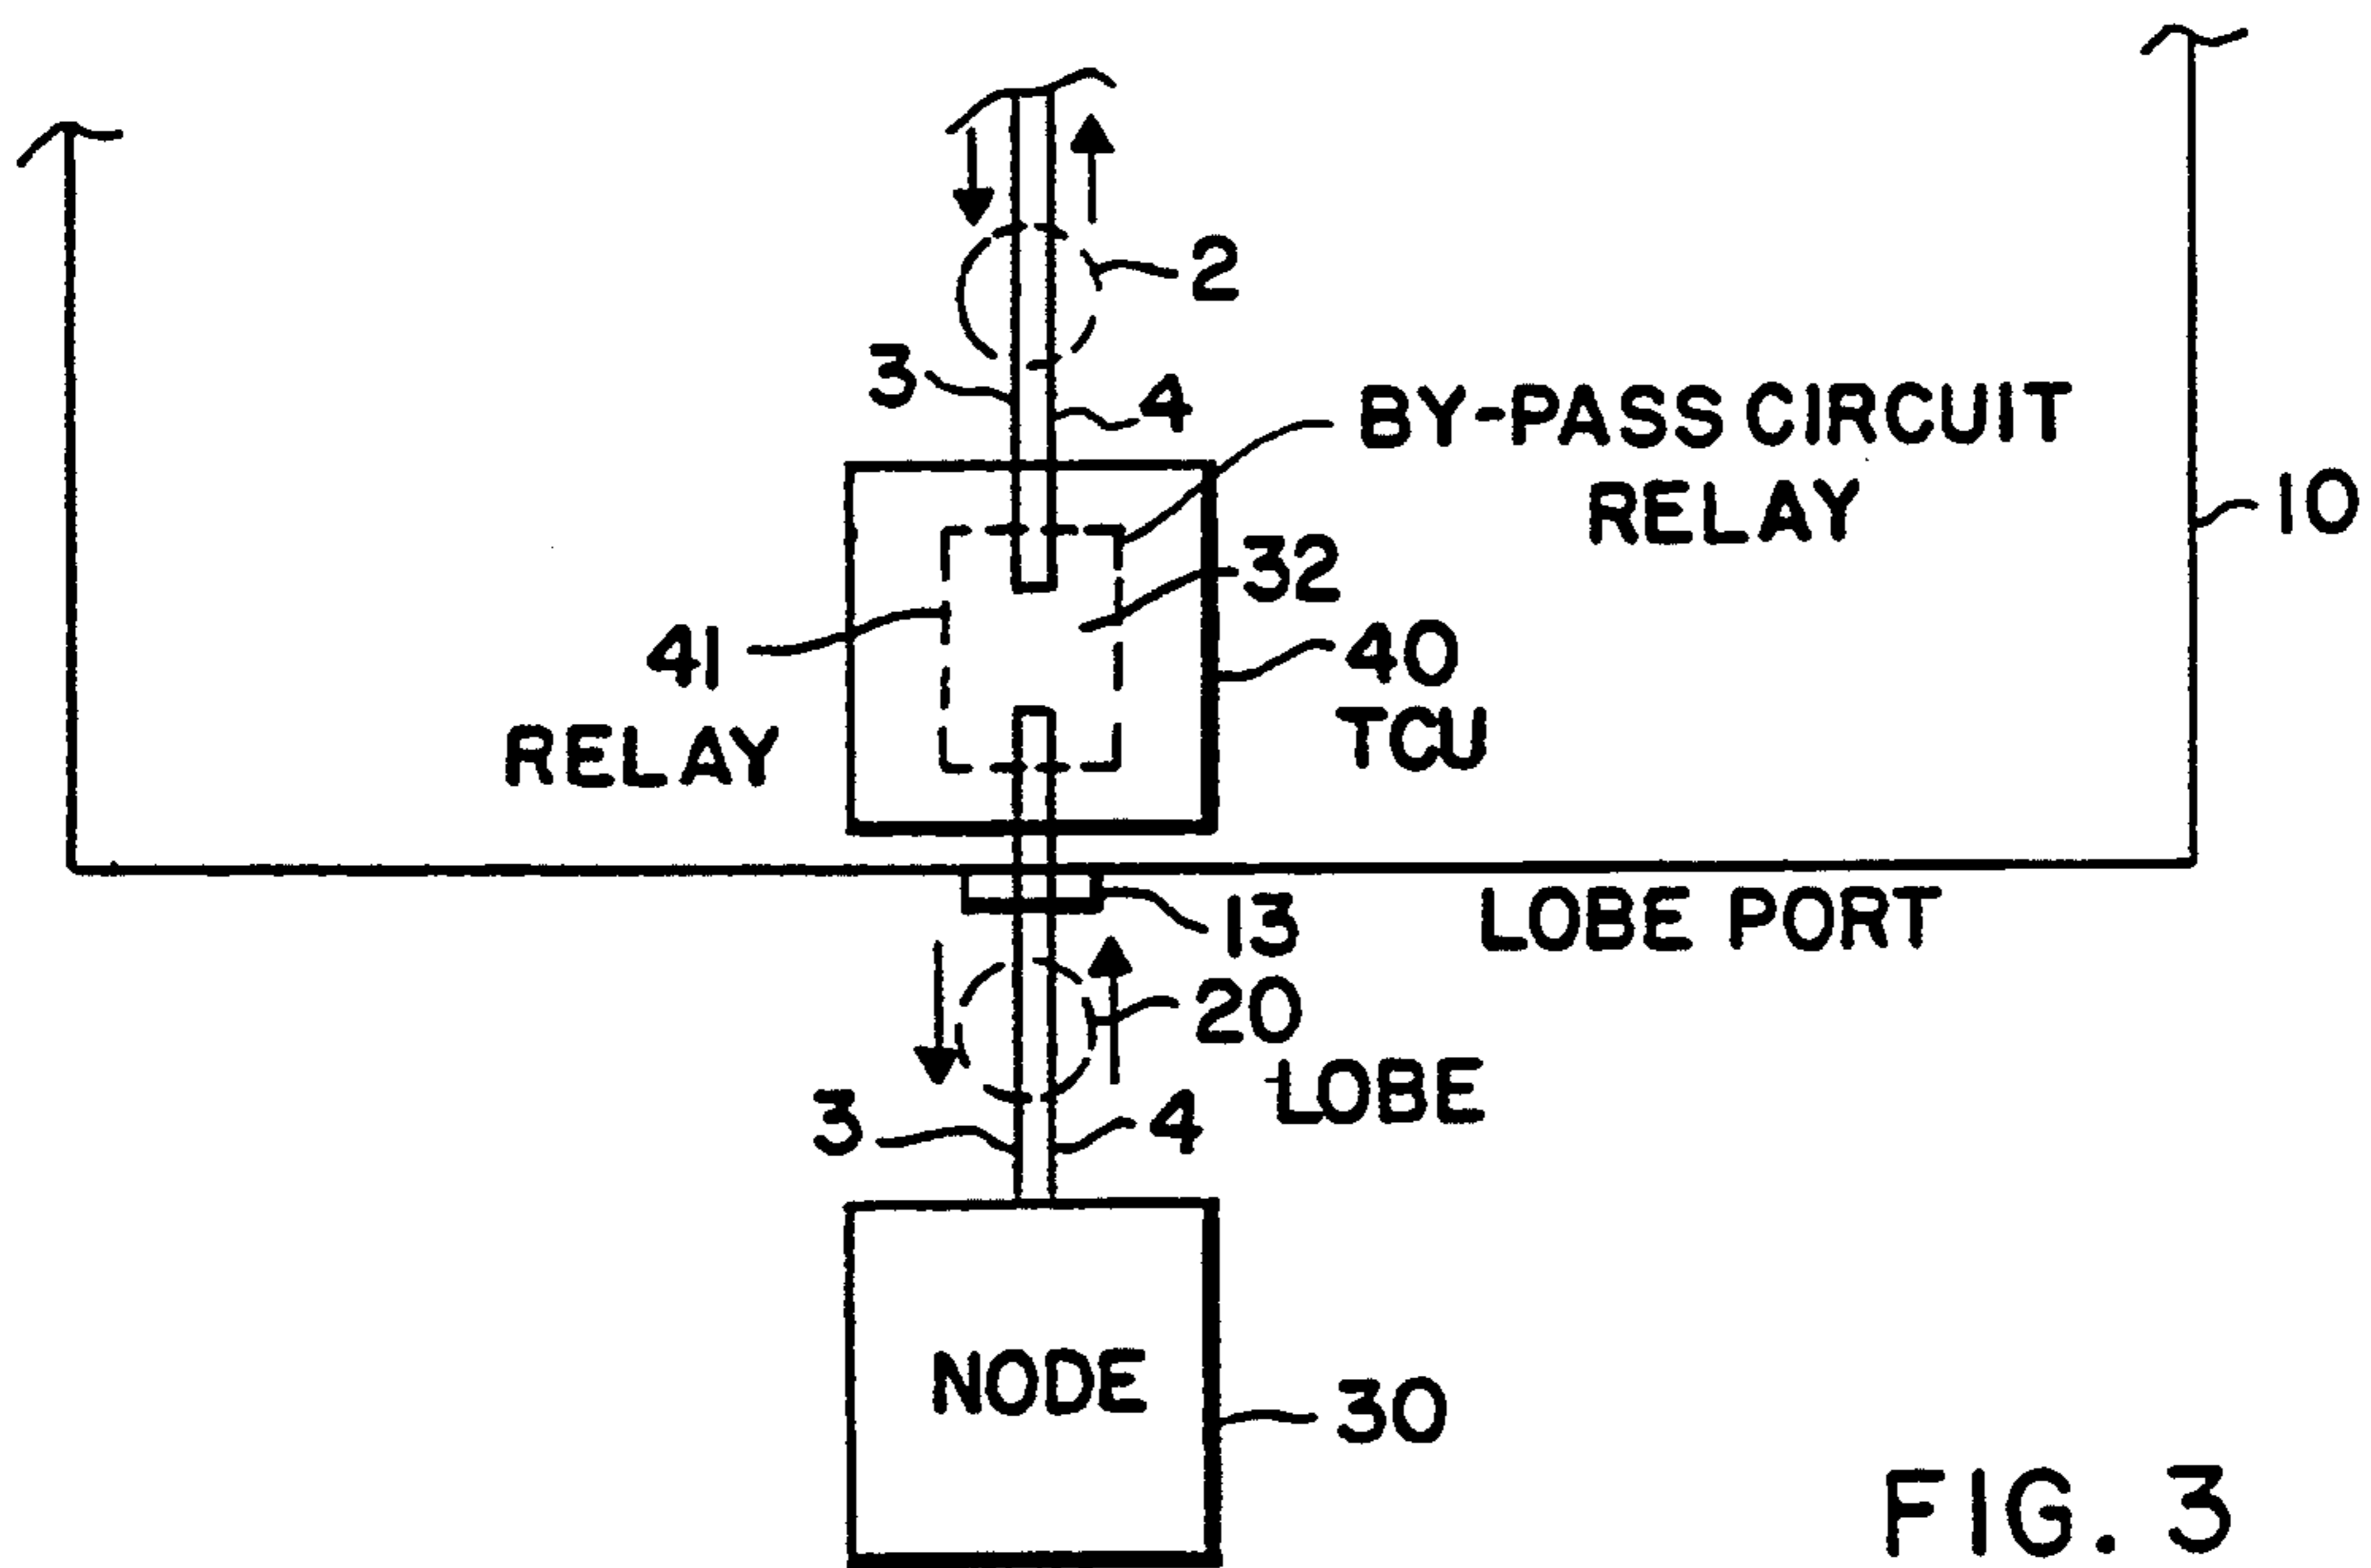 2
3
4
BY-PASS CIRCUIT
RELAY
10
32
41
RELAY
40
TCU
13
LOBE PORT
20
LOBE
3
4
NODE
30
FIG. 3